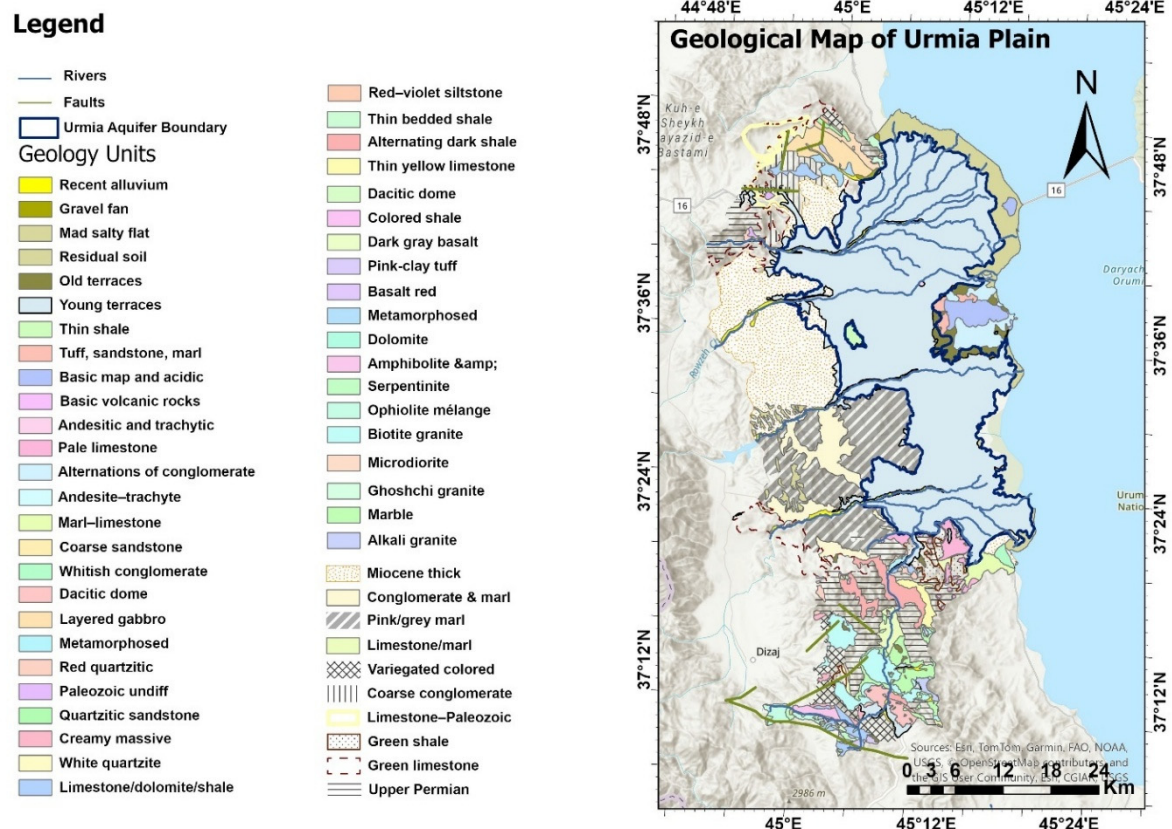 Legend
Rivers
Faults
Urmia Aquifer Boundary
Geology Units
Recent alluvium
Gravel fan
Mad salty flat
Residual soil
Old terraces
Young terraces
Thin shale
Tuff, sandstone, marl
Basic map and acidic
Basic volcanic rocks
Andesitic and trachytic
Pale limestone
Alternations of conglomerate
Andesite–trachyte
Marl–limestone
Coarse sandstone
Whitish conglomerate
Dacitic dome
Layered gabbro
Metamorphosed
Red quartzitic
Paleozoic undiff
Quartzitic sandstone
Creamy massive
White quartzite
Limestone/dolomite/shale
Red–violet siltstone
Thin bedded shale
Alternating dark shale
Thin yellow limestone
Dacitic dome
Colored shale
Dark gray basalt
Pink-clay tuff
Basalt red
Metamorphosed
Dolomite
Amphibolite &amp;
Serpentinite
Ophiolite mélange
Biotite granite
Microdiorite
Ghoshchi granite
Marble
Alkali granite
Miocene thick
Conglomerate & marl
Pink/grey marl
Limestone/marl
Variegated colored
Coarse conglomerate
Limestone–Paleozoic
Green shale
Green limestone
Upper Permian
44°48'E 45°E 45°12'E 45°24'E
Geological Map of Urmia Plain
N
Kuh-e
Sheykh
ayazid-e
Bastami
37°48'N
37°48'N
16
16
Daryach
Orumi
37°36'N
37°36'N
Rowzeh
37°24'N
37°24'N
Urum
Natio
37°12'N
37°12'N
Dizaj
Sources: Esri, TomTom, Garmin, FAO, NOAA,
USGS, © OpenStreetMap contributors, and
the GIS User Community, Esri, CGIAR, USGS
0 3 6 12 18 24
Km
2986 m
45°E 45°12'E 45°24'E